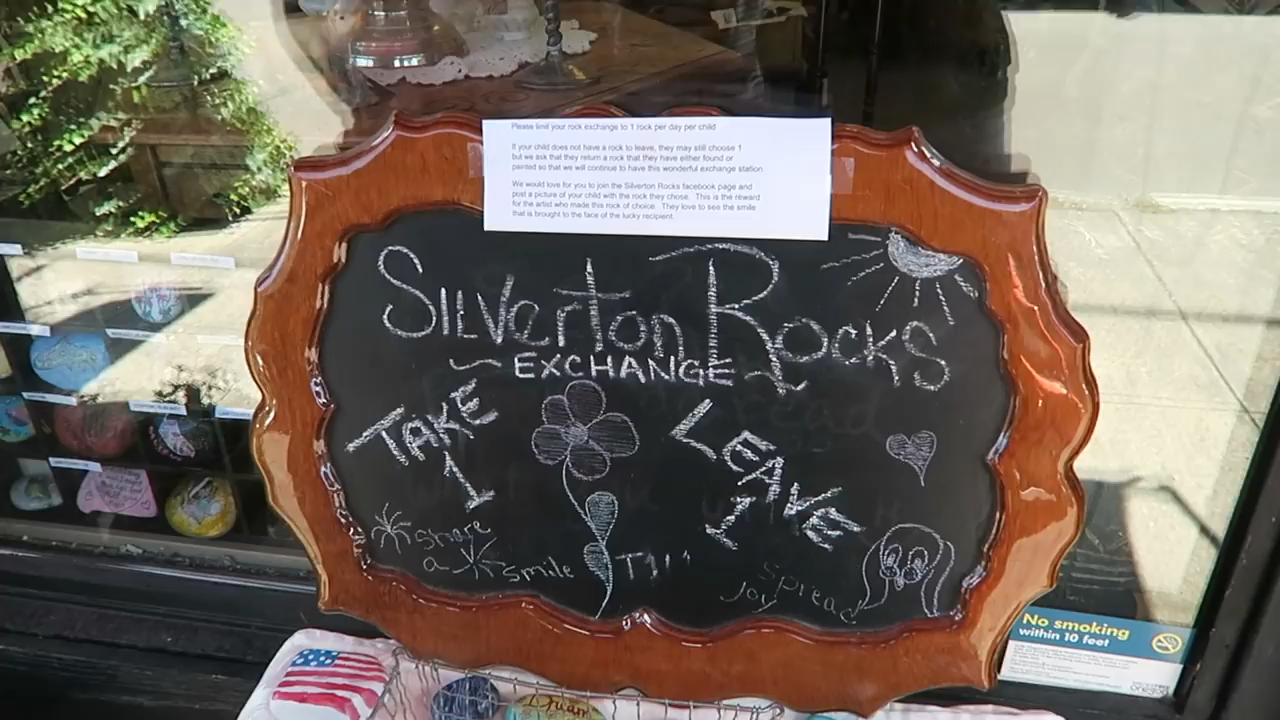 Please limit your rock exchange to 1 rock per day per child
If your child does not have a rock to leave, they may still choose 1
but we ask that they return a rock that they have either found or
painted so that we will continue to have this wonderful exchange station
We would love for you to join the Silverton Rocks facebook page and
post a picture of your child with the rock they chose. This is the reward
for the artist who made this rock of choice. They love to see the smile
that is brought to the face of the lucky recipient.
SILVerton ROCKS
~ EXCHANGE ~
TAKE
1
LEAVE
1
Share
a smile
Spread
Joy
No smoking
within 10 feet
oregon